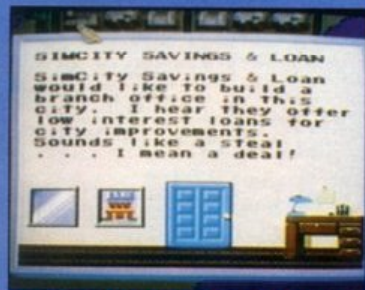 SIMCITY SAVINGS & LOAN
SimCity Savings & Loan
would like to build a
branch office in this
city. I hear they offer
low interest loans for
city improvements.
Sounds like a steal
. . . I mean a deal!